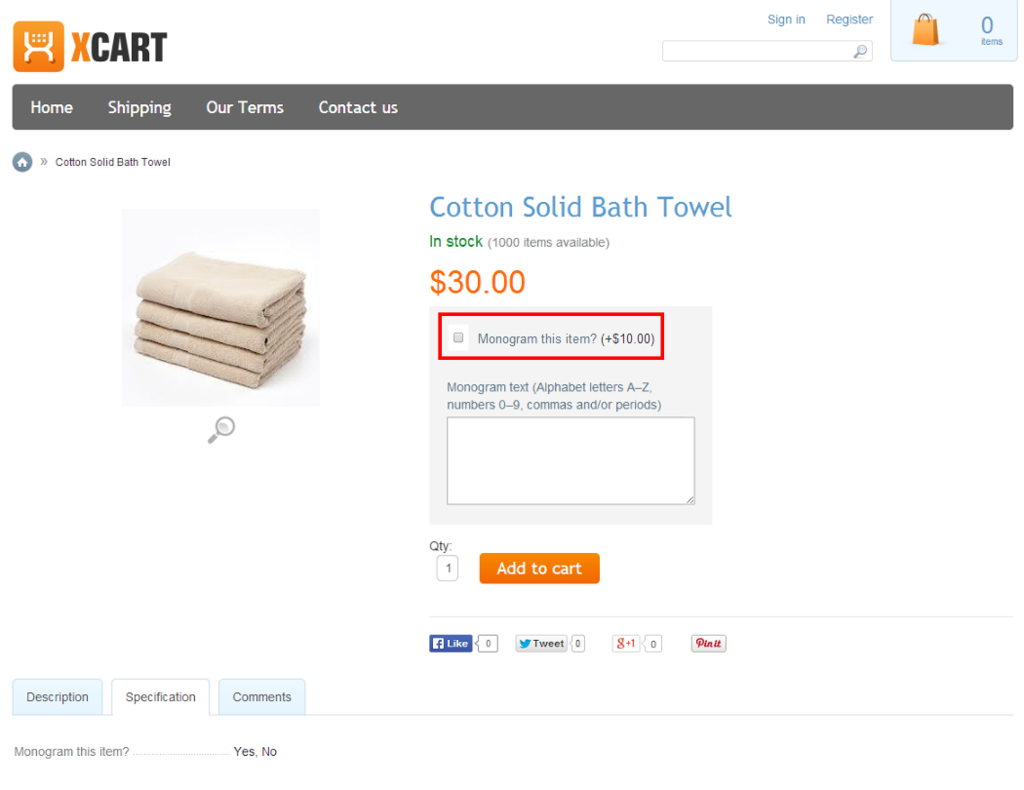 Sign in Register
0
items
XCART
Home Shipping Our Terms Contact us
» Cotton Solid Bath Towel
Cotton Solid Bath Towel
In stock (1000 items available)
$30.00
Monogram this item? (+$10.00)
Monogram text (Alphabet letters A–Z,
numbers 0–9, commas and/or periods)
Qty:
1 Add to cart
Like 0 Tweet 0 g+1 0 Pin it
Description Specification Comments
Monogram this item? Yes, No